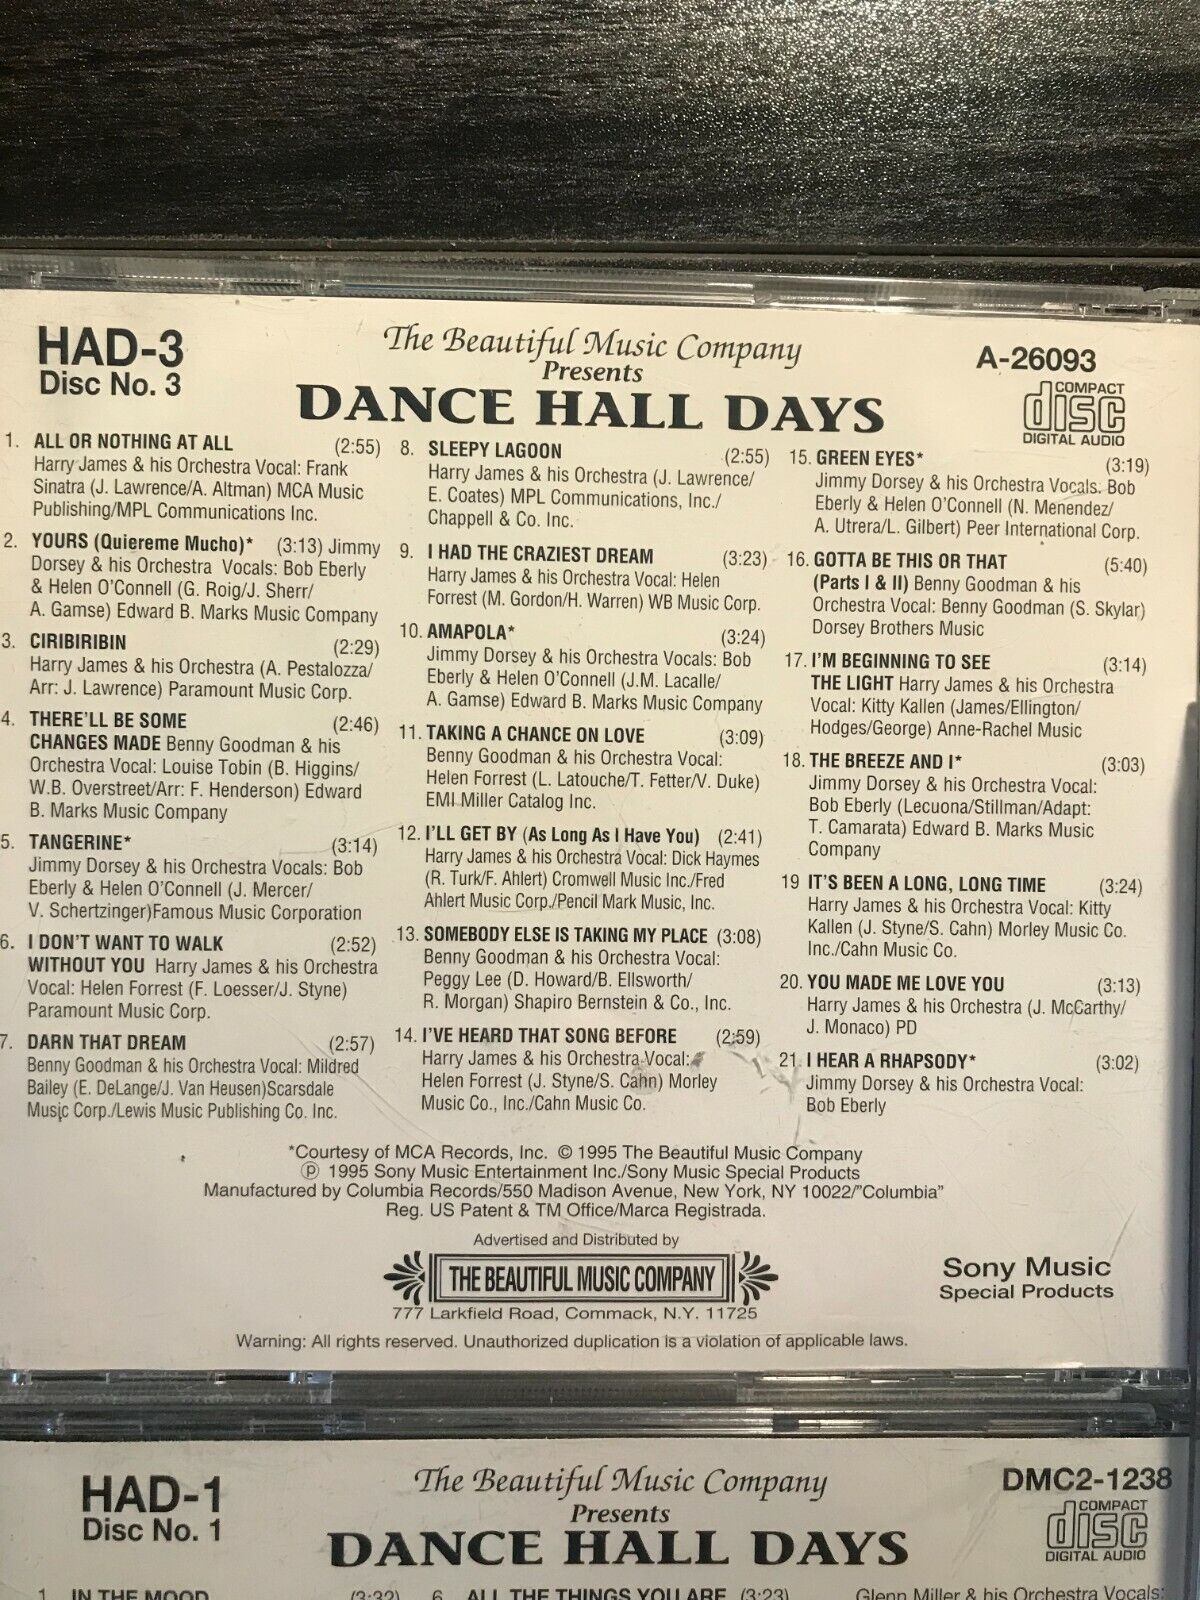 HAD-3
Disc No. 3
The Beautiful Music Company
Presents
DANCE HALL DAYS
A-26093
COMPACT
disc
DIGITAL AUDIO
1. ALL OR NOTHING AT ALL (2:55)
Harry James & his Orchestra Vocal: Frank
Sinatra (J. Lawrence/A. Altman) MCA Music
Publishing/MPL Communications Inc.
2. YOURS (Quiereme Mucho)* (3:13) Jimmy
Dorsey & his Orchestra Vocals: Bob Eberly
& Helen O'Connell (G. Roig/J. Sherr/
A. Gamse) Edward B. Marks Music Company
3. CIRIBIRIBIN (2:29)
Harry James & his Orchestra (A. Pestalozza/
Arr: J. Lawrence) Paramount Music Corp.
4. THERE'LL BE SOME (2:46)
CHANGES MADE Benny Goodman & his
Orchestra Vocal: Louise Tobin (B. Higgins/
W.B. Overstreet/Arr: F. Henderson) Edward
B. Marks Music Company
5. TANGERINE* (3:14)
Jimmy Dorsey & his Orchestra Vocals: Bob
Eberly & Helen O'Connell (J. Mercer/
V. Schertzinger)Famous Music Corporation
6. I DON'T WANT TO WALK (2:52)
WITHOUT YOU Harry James & his Orchestra
Vocal: Helen Forrest (F. Loesser/J. Styne)
Paramount Music Corp.
7. DARN THAT DREAM (2:57)
Benny Goodman & his Orchestra Vocal: Mildred
Bailey (E. DeLange/J. Van Heusen)Scarsdale
Music Corp./Lewis Music Publishing Co. Inc.
8. SLEEPY LAGOON (2:55)
Harry James & his Orchestra (J. Lawrence/
E. Coates) MPL Communications, Inc./
Chappell & Co. Inc.
9. I HAD THE CRAZIEST DREAM (3:23)
Harry James & his Orchestra Vocal: Helen
Forrest (M. Gordon/H. Warren) WB Music Corp.
10. AMAPOLA* (3:24)
Jimmy Dorsey & his Orchestra Vocals: Bob
Eberly & Helen O'Connell (J.M. Lacalle/
A. Gamse) Edward B. Marks Music Company
11. TAKING A CHANCE ON LOVE (3:09)
Benny Goodman & his Orchestra Vocal:
Helen Forrest (L. Latouche/T. Fetter/V. Duke)
EMI Miller Catalog Inc.
12. I'LL GET BY (As Long As I Have You) (2:41)
Harry James & his Orchestra Vocal: Dick Haymes
(R. Turk/F. Ahlert) Cromwell Music Inc./Fred
Ahlert Music Corp./Pencil Mark Music, Inc.
13. SOMEBODY ELSE IS TAKING MY PLACE (3:08)
Benny Goodman & his Orchestra Vocal:
Peggy Lee (D. Howard/B. Ellsworth/
R. Morgan) Shapiro Bernstein & Co., Inc.
14. I'VE HEARD THAT SONG BEFORE (2:59)
Harry James & his Orchestra Vocal:
Helen Forrest (J. Styne/S. Cahn) Morley
Music Co., Inc./Cahn Music Co.
15. GREEN EYES* (3:19)
Jimmy Dorsey & his Orchestra Vocals: Bob
Eberly & Helen O'Connell (N. Menendez/
A. Utrera/L. Gilbert) Peer International Corp.
16. GOTTA BE THIS OR THAT (5:40)
(Parts I & II) Benny Goodman & his
Orchestra Vocal: Benny Goodman (S. Skylar)
Dorsey Brothers Music
17. I'M BEGINNING TO SEE (3:14)
THE LIGHT Harry James & his Orchestra
Vocal: Kitty Kallen (James/Ellington/
Hodges/George) Anne-Rachel Music
18. THE BREEZE AND I* (3:03)
Jimmy Dorsey & his Orchestra Vocal:
Bob Eberly (Lecuona/Stillman/Adapt:
T. Camarata) Edward B. Marks Music
Company
19 IT'S BEEN A LONG, LONG TIME (3:24)
Harry James & his Orchestra Vocal: Kitty
Kallen (J. Styne/S. Cahn) Morley Music Co.
Inc./Cahn Music Co.
20. YOU MADE ME LOVE YOU (3:13)
Harry James & his Orchestra (J. McCarthy/
J. Monaco) PD
21. I HEAR A RHAPSODY* (3:02)
Jimmy Dorsey & his Orchestra Vocal:
Bob Eberly
*Courtesy of MCA Records, Inc. © 1995 The Beautiful Music Company
℗ 1995 Sony Music Entertainment Inc./Sony Music Special Products
Manufactured by Columbia Records/550 Madison Avenue, New York, NY 10022/"Columbia"
Reg. US Patent & TM Office/Marca Registrada.
Advertised and Distributed by
THE BEAUTIFUL MUSIC COMPANY
777 Larkfield Road, Commack, N.Y. 11725
Sony Music
Special Products
Warning: All rights reserved. Unauthorized duplication is a violation of applicable laws.
HAD-1
Disc No. 1
The Beautiful Music Company
Presents
DANCE HALL DAYS
DMC2-1238
COMPACT
disc
DIGITAL AUDIO
1. IN THE MOOD (3:32)
6. ALL THE THINGS YOU ARE (3:23)
Glenn Miller & his Orchestra Vocals: